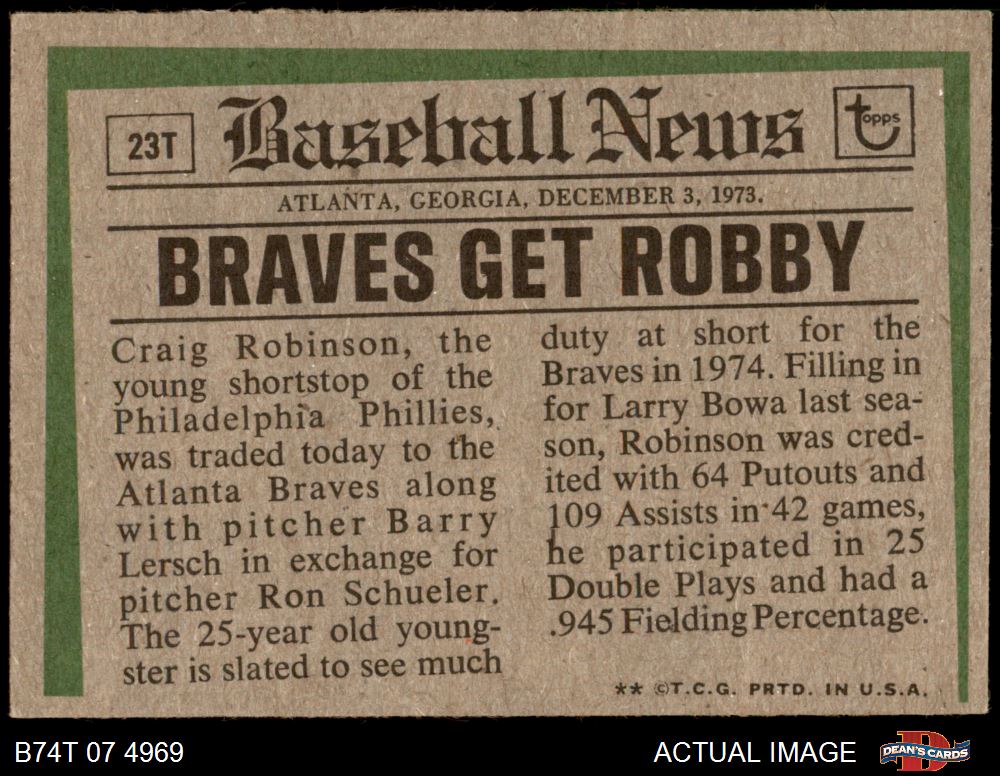 23T
Baseball News
topps
ATLANTA, GEORGIA, DECEMBER 3, 1973.
BRAVES GET ROBBY
Craig Robinson, the
young shortstop of the
Philadelphia Phillies,
was traded today to the
Atlanta Braves along
with pitcher Barry
Lersch in exchange for
pitcher Ron Schueler.
The 25-year old young-
ster is slated to see much
duty at short for the
Braves in 1974. Filling in
for Larry Bowa last sea-
son, Robinson was cred-
ited with 64 Putouts and
109 Assists in 42 games,
he participated in 25
Double Plays and had a
.945 Fielding Percentage.
** ©T.C.G. PRTD. IN U.S.A.
B74T 07 4969
ACTUAL IMAGE
DEAN'S CARDS